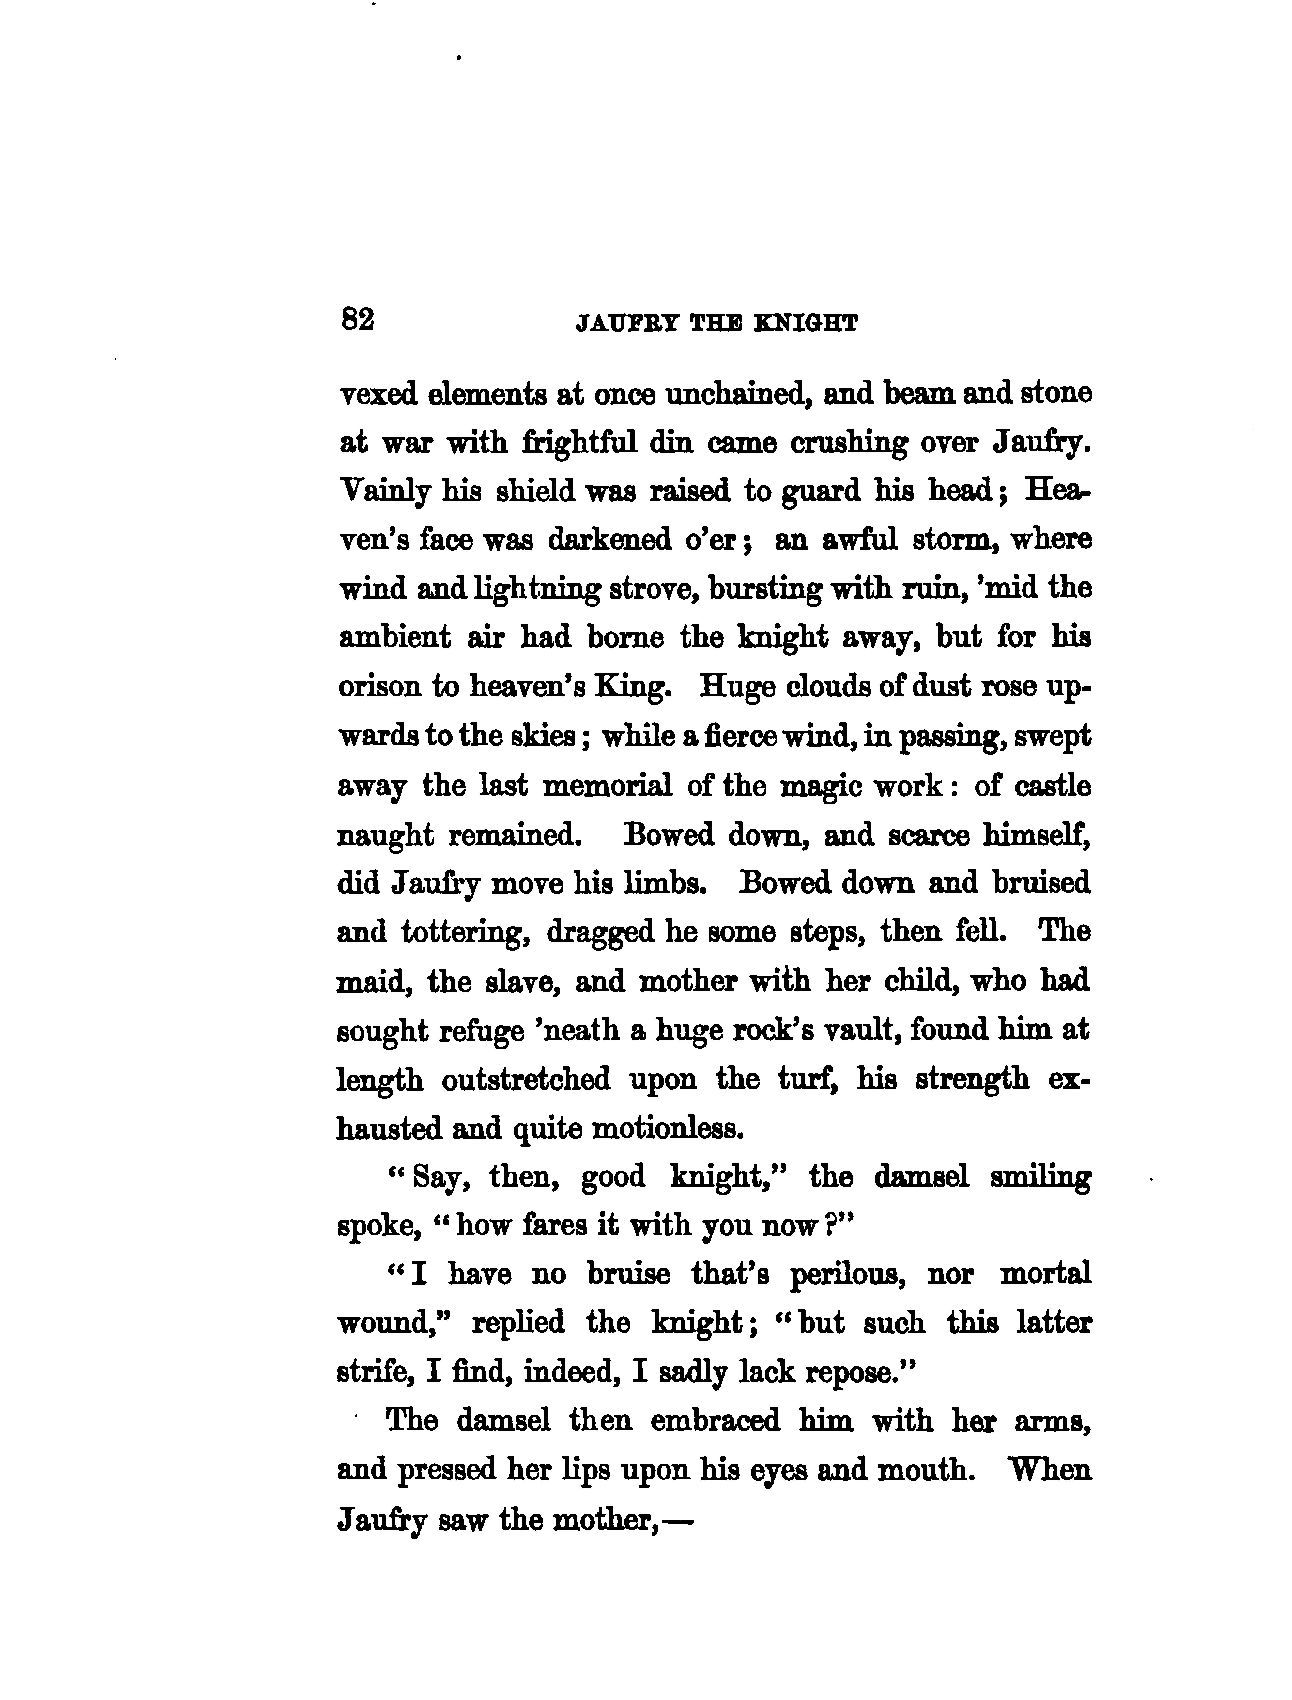 82 JAUFRY THE KNIGHT
vexed elements at once unchained, and beam and stone
at war with frightful din came crushing over Jaufry.
Vainly his shield was raised to guard his head; Hea-
ven's face was darkened o'er; an awful storm, where
wind and lightning strove, bursting with ruin, 'mid the
ambient air had borne the knight away, but for his
orison to heaven's King. Huge clouds of dust rose up-
wards to the skies; while a fierce wind, in passing, swept
away the last memorial of the magic work: of castle
naught remained. Bowed down, and scarce himself,
did Jaufry move his limbs. Bowed down and bruised
and tottering, dragged he some steps, then fell. The
maid, the slave, and mother with her child, who had
sought refuge 'neath a huge rock's vault, found him at
length outstretched upon the turf, his strength ex-
hausted and quite motionless.
"Say, then, good knight," the damsel smiling
spoke, "how fares it with you now?"
"I have no bruise that's perilous, nor mortal
wound," replied the knight; "but such this latter
strife, I find, indeed, I sadly lack repose."
The damsel then embraced him with her arms,
and pressed her lips upon his eyes and mouth. When
Jaufry saw the mother,—